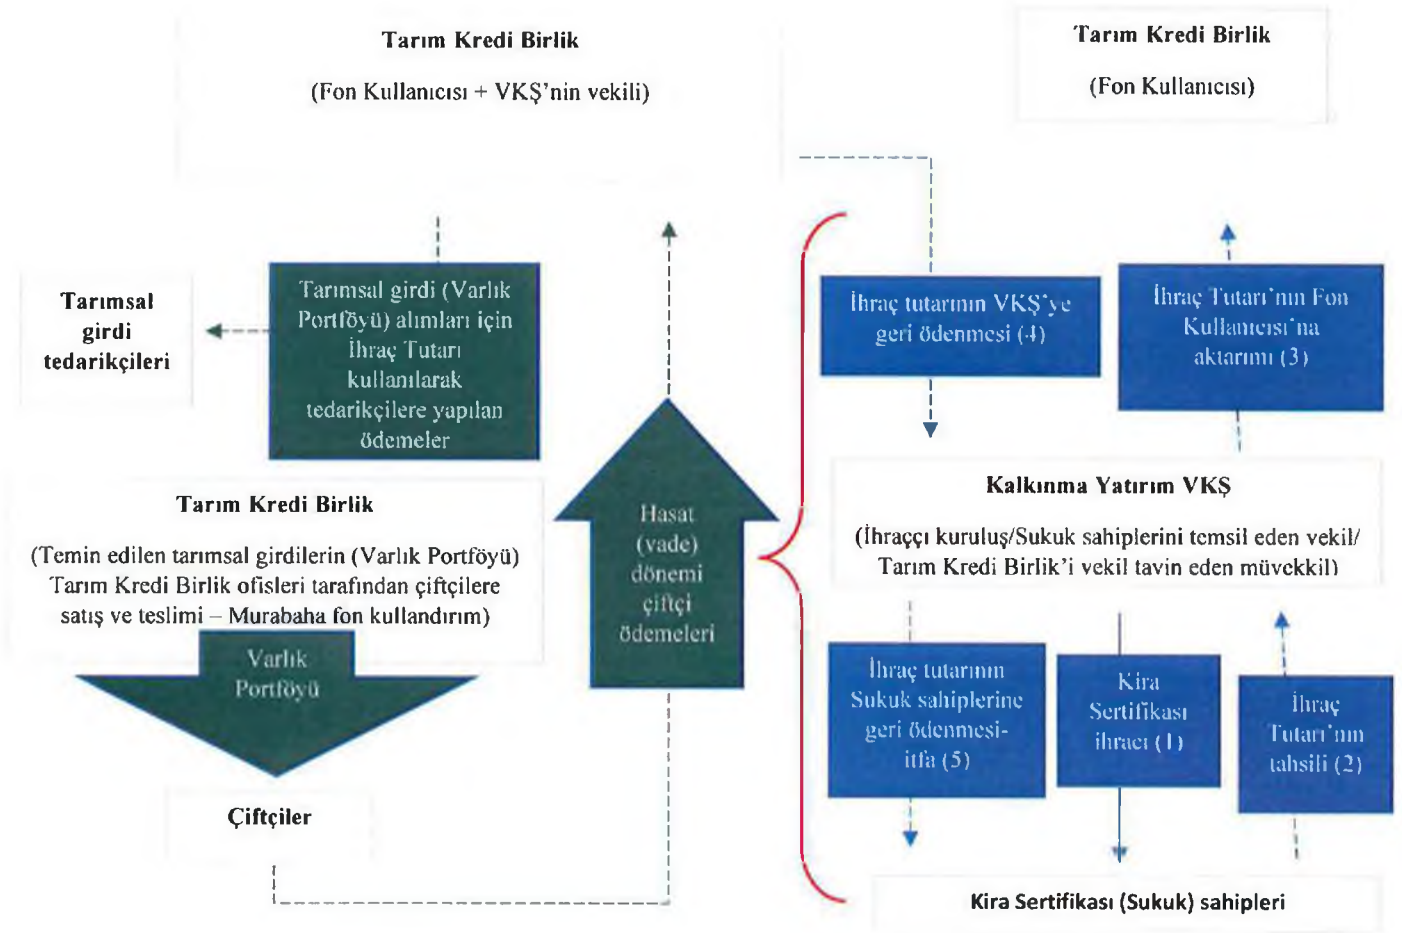 Tarım Kredi Birlik
(Fon Kullanıcısı + VKŞ’nin vekili)
Tarım Kredi Birlik
(Fon Kullanıcısı)
Tarımsal
girdi
tedarikçileri
Tarımsal girdi (Varlık
Portföyü) alımları için
İhraç Tutarı
kullanılarak
tedarikçilere yapılan
ödemeler
İhraç tutarının VKŞ’ye
geri ödenmesi (4)
İhraç Tutarı’nın Fon
Kullanıcısı’na
aktarımı (3)
Tarım Kredi Birlik
(Temin edilen tarımsal girdilerin (Varlık Portföyü)
Tarım Kredi Birlik ofisleri tarafından çiftçilere
satış ve teslimi – Murabaha fon kullandırım)
Varlık
Portföyü
Çiftçiler
Hasat
(vade)
dönemi
çiftçi
ödemeleri
Kalkınma Yatırım VKŞ
(İhraççı kuruluş/Sukuk sahiplerini temsil eden vekil/
Tarım Kredi Birlik’i vekil tayin eden müvekkil)
İhraç tutarının
Sukuk sahiplerine
geri ödenmesi-
itfa (5)
Kira
Sertifikası
ihracı (1)
İhraç
Tutarı’nın
tahsili (2)
Kira Sertifikası (Sukuk) sahipleri